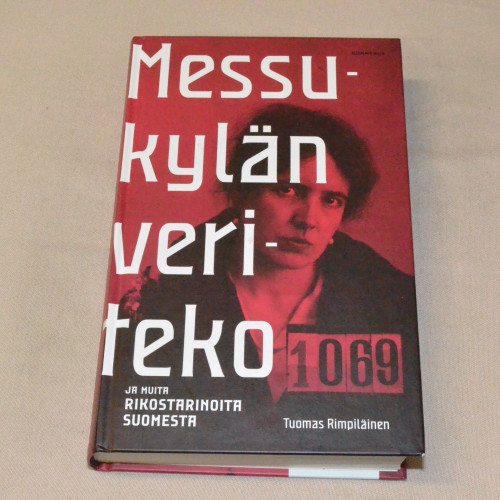 Messu-
kylän
veri-
teko
1069
JA MUITA
RIKOSTARINOITA
SUOMESTA
Tuomas Rimpiläinen